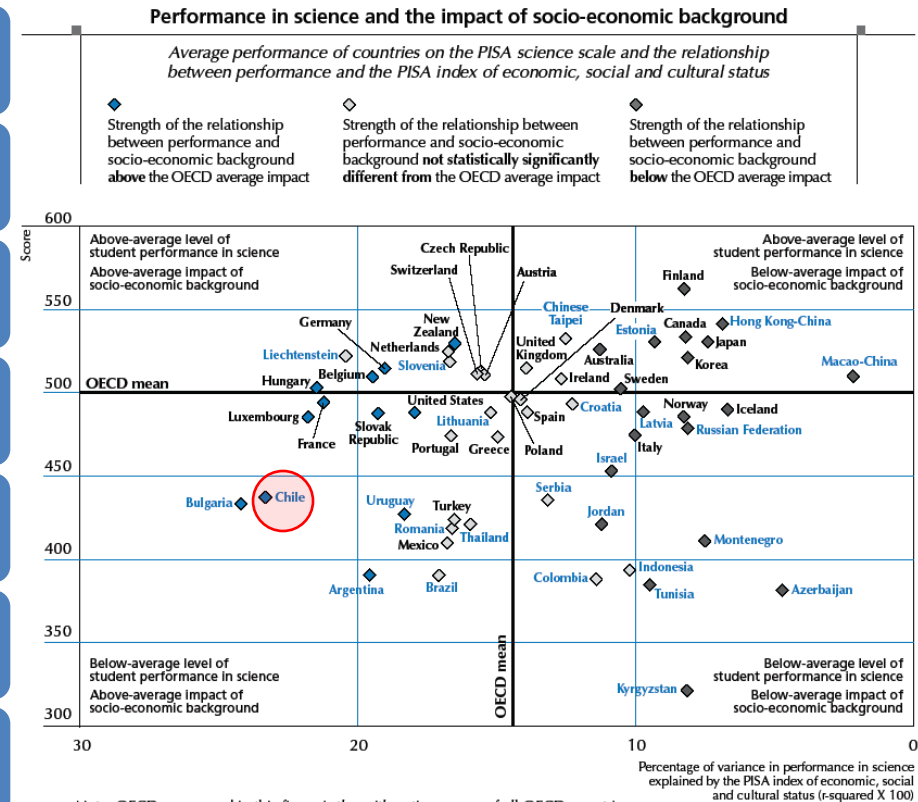 Performance in science and the impact of socio-economic background
Average performance of countries on the PISA science scale and the relationship
between performance and the PISA index of economic, social and cultural status
Strength of the relationship
between performance and
socio-economic background
above the OECD average impact
Strength of the relationship between
performance and socio-economic
background not statistically significantly
different from the OECD average impact
Strength of the relationship
between performance and
socio-economic background
below the OECD average impact
Score
600
550
500
450
400
350
300
Above-average level of
student performance in science
Above-average impact of
socio-economic background
Above-average level of
student performance in science
Below-average impact of
socio-economic background
Czech Republic
Switzerland
Austria
Finland
Germany
New
Zealand
Chinese
Taipei
Denmark
Estonia
Canada
Hong Kong-China
Liechtenstein
Netherlands
Slovenia
United
Kingdom
Australia
Japan
Korea
Macao-China
OECD mean
Hungary
Belgium
Ireland
Sweden
Luxembourg
France
Slovak
Republic
United States
Lithuania
Portugal
Greece
Poland
Spain
Croatia
Latvia
Norway
Iceland
Russian Federation
Italy
Israel
Bulgaria
Chile
Uruguay
Turkey
Romania
Thailand
Mexico
Serbia
Jordan
Montenegro
Argentina
Brazil
Colombia
Indonesia
Tunisia
Azerbaijan
Kyrgyzstan
OECD mean
Below-average level of
student performance in science
Above-average impact of
socio-economic background
Below-average level of
student performance in science
Below-average impact of
socio-economic background
30
20
10
0
Percentage of variance in performance in science
explained by the PISA index of economic, social
and cultural status (r-squared X 100)